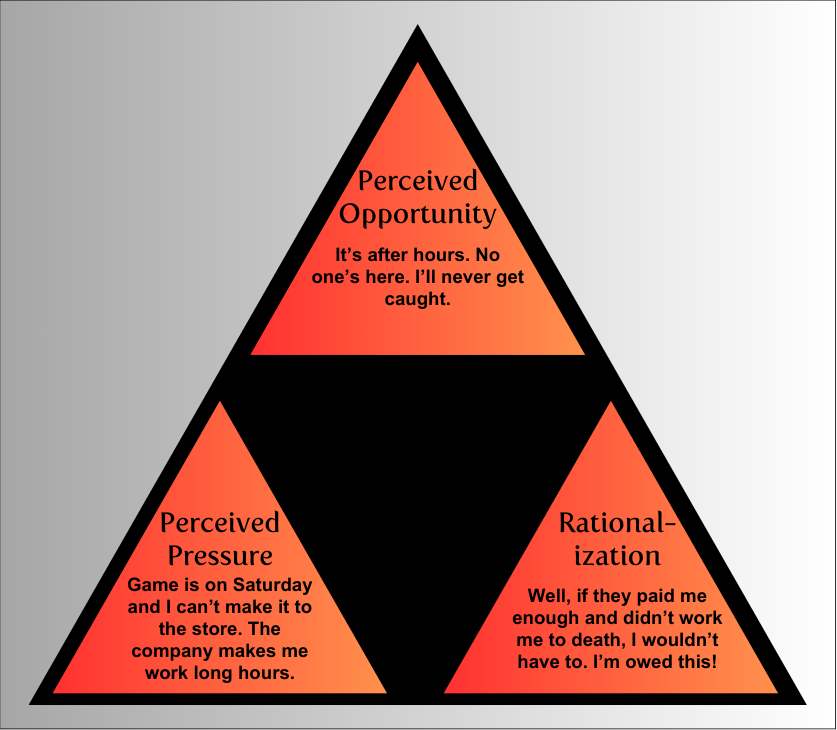 Perceived
Opportunity
It’s after hours. No
one’s here. I’ll never get
caught.
Perceived
Pressure
Game is on Saturday
and I can’t make it to
the store. The
company makes me
work long hours.
Rational-
ization
Well, if they paid me
enough and didn’t work
me to death, I wouldn’t
have to. I’m owed this!